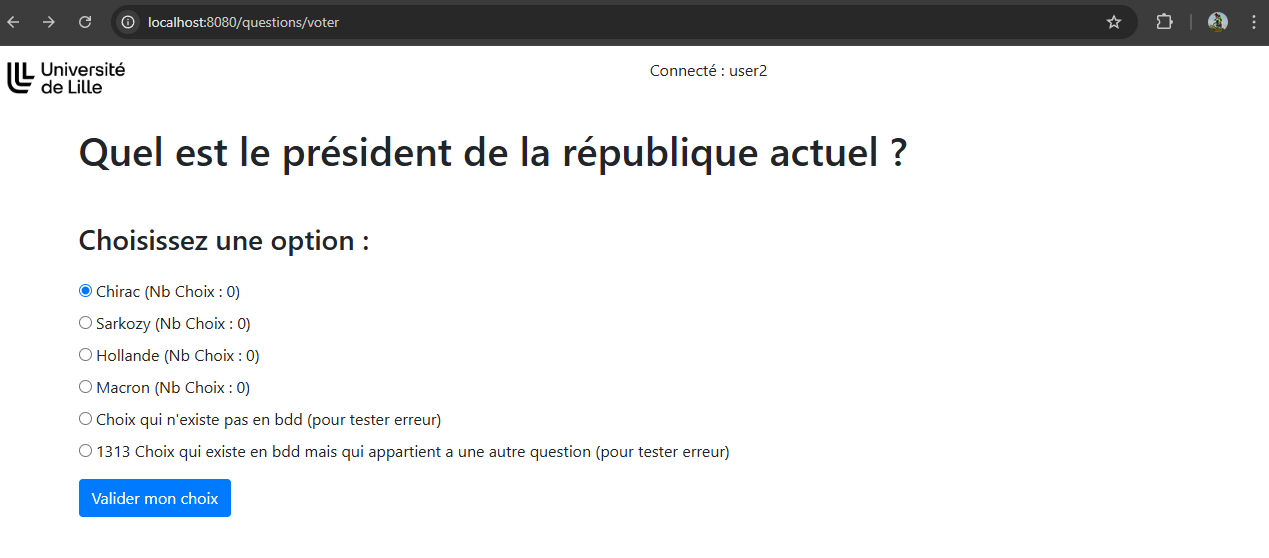 localhost:8080/questions/voter
Université
de Lille
Connecté : user2
Quel est le président de la république actuel ?
Choisissez une option :
Chirac (Nb Choix : 0)
Sarkozy (Nb Choix : 0)
Hollande (Nb Choix : 0)
Macron (Nb Choix : 0)
Choix qui n'existe pas en bdd (pour tester erreur)
1313 Choix qui existe en bdd mais qui appartient a une autre question (pour tester erreur)
Valider mon choix